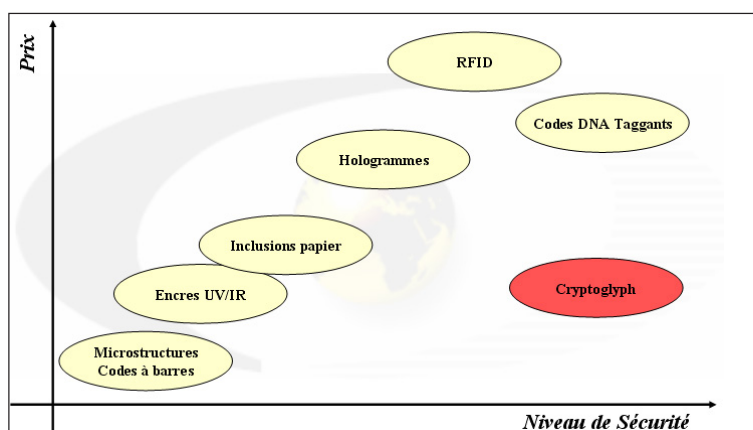 Prix
RFID
Codes DNA Taggants
Hologrammes
Inclusions papier
Encres UV/IR
Cryptoglyph
Microstructures
Codes à barres
Niveau de Sécurité